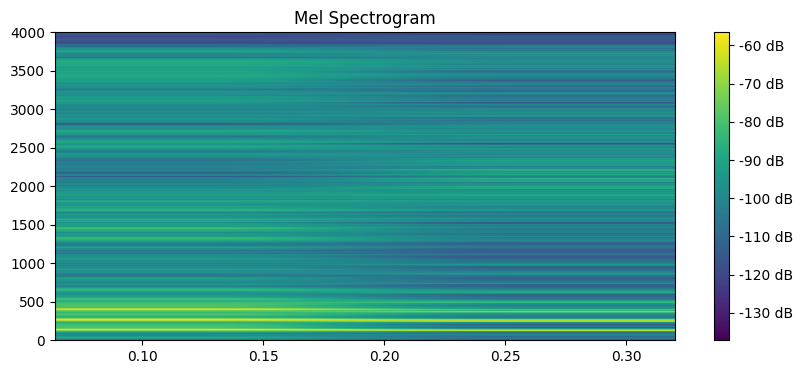 Mel Spectrogram
4000
3500
3000
2500
2000
1500
1000
500
0
0.10 0.15 0.20 0.25 0.30
-60 dB
-70 dB
-80 dB
-90 dB
-100 dB
-110 dB
-120 dB
-130 dB